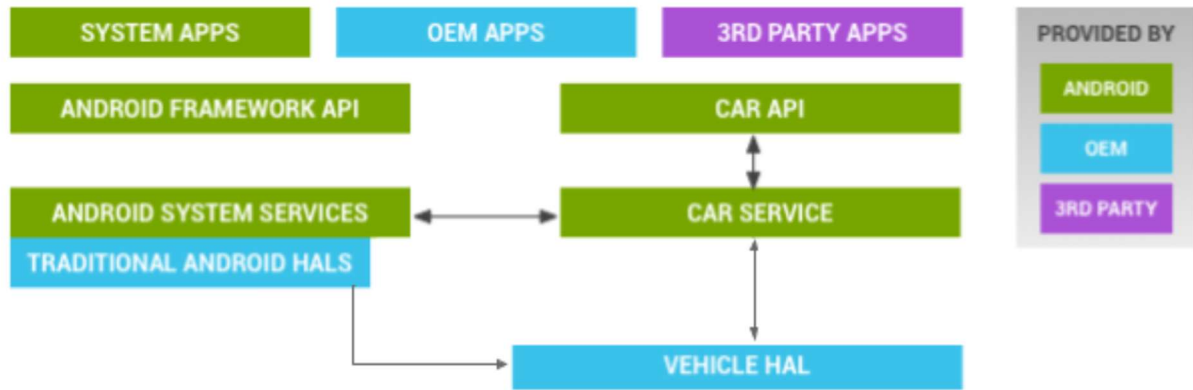 SYSTEM APPS
OEM APPS
3RD PARTY APPS
ANDROID FRAMEWORK API
CAR API
ANDROID SYSTEM SERVICES
CAR SERVICE
TRADITIONAL ANDROID HALS
VEHICLE HAL
PROVIDED BY
ANDROID
OEM
3RD PARTY